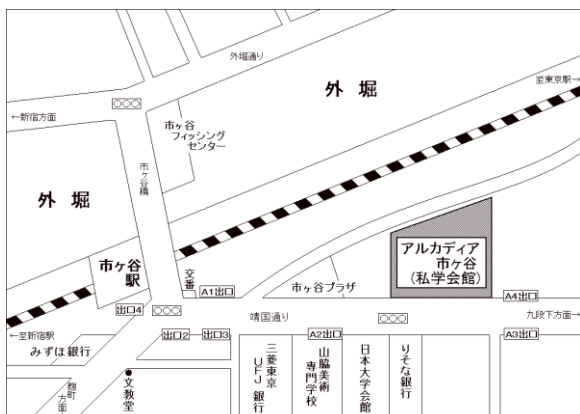 外堀通り
至東京駅→
外 堀
←新宿方面
市ヶ谷
フィッシング
センター
市ヶ谷橋
外 堀
アルカディア
市ヶ谷
(私学会館)
市ヶ谷
駅
交番
A1出口
市ヶ谷プラザ
A4出口
出口4
靖国通り
九段下方面→
←至新宿駅
出口2
出口3
A2出口
A3出口
みずほ銀行
三菱東京
UFJ銀行
山脇美術
専門学校
日本大学会館
りそな銀行
麹町
方面
文教堂